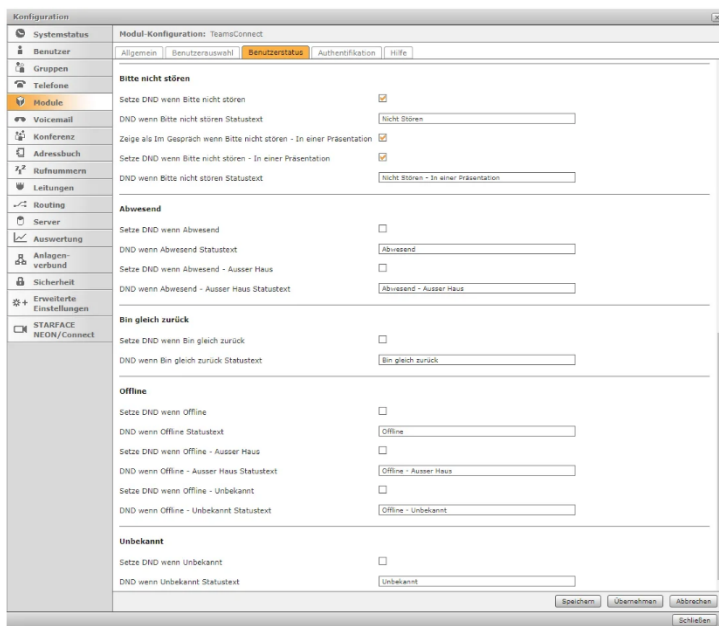 Konfiguration
Systemstatus
Benutzer
Gruppen
Telefone
Module
Voicemail
Konferenz
Adressbuch
Rufnummern
Leitungen
Routing
Server
Auswertung
Anlagen-
verbund
Sicherheit
Erweiterte
Einstellungen
STARFACE
NEON/Connect
Modul-Konfiguration: TeamsConnect
Allgemein Benutzerauswahl Benutzerstatus Authentifikation Hilfe
Bitte nicht stören
Setze DND wenn Bitte nicht stören
DND wenn Bitte nicht stören Statustext Nicht Stören
Zeige als Im Gespräch wenn Bitte nicht stören - In einer Präsentation
Setze DND wenn Bitte nicht stören - In einer Präsentation
DND wenn Bitte nicht stören Statustext Nicht Stören - In einer Präsentation
Abwesend
Setze DND wenn Abwesend
DND wenn Abwesend Statustext Abwesend
Setze DND wenn Abwesend - Ausser Haus
DND wenn Abwesend - Ausser Haus Statustext Abwesend - Ausser Haus
Bin gleich zurück
Setze DND wenn Bin gleich zurück
DND wenn Bin gleich zurück Statustext Bin gleich zurück
Offline
Setze DND wenn Offline
DND wenn Offline Statustext Offline
Setze DND wenn Offline - Ausser Haus
DND wenn Offline - Ausser Haus Statustext Offline - Ausser Haus
Setze DND wenn Offline - Unbekannt
DND wenn Offline - Unbekannt Statustext Offline - Unbekannt
Unbekannt
Setze DND wenn Unbekannt
DND wenn Unbekannt Statustext Unbekannt
Speichern Übernehmen Abbrechen
Schließen